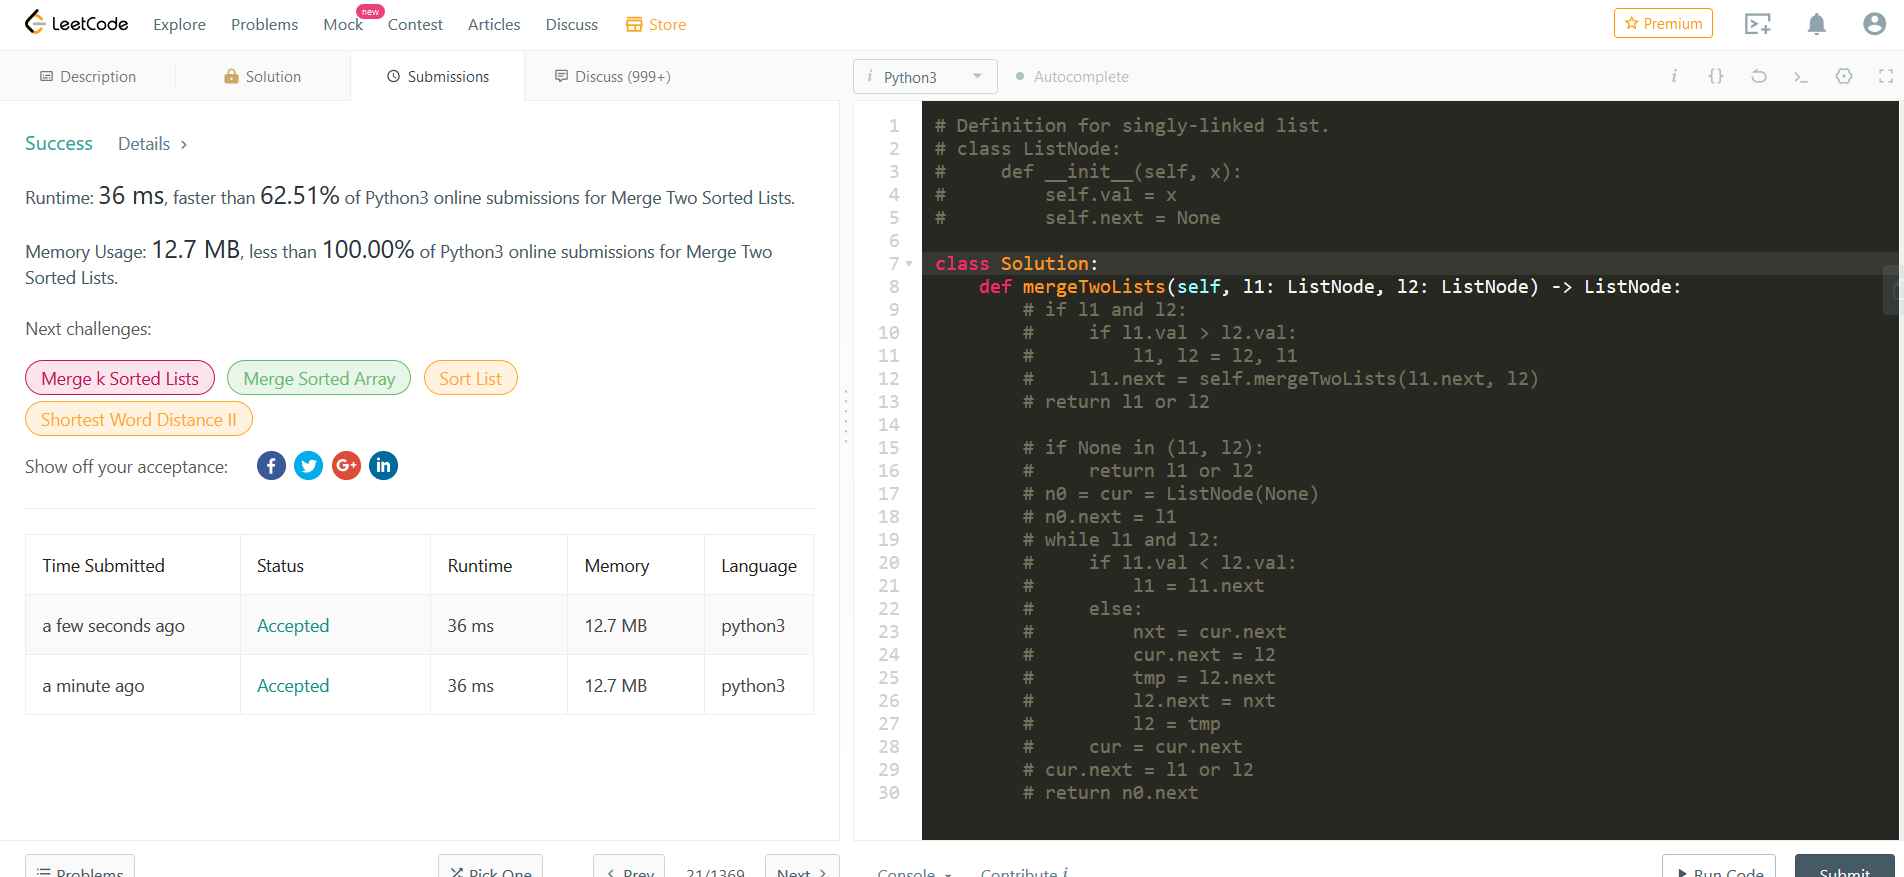 LeetCode Explore Problems Mock new Contest Articles Discuss Store Premium
Description Solution Submissions Discuss (999+)
i Python3 Autocomplete i {} >_
Success Details >
Runtime: 36 ms, faster than 62.51% of Python3 online submissions for Merge Two Sorted Lists.
Memory Usage: 12.7 MB, less than 100.00% of Python3 online submissions for Merge Two
Sorted Lists.
Next challenges:
Merge k Sorted Lists Merge Sorted Array Sort List
Shortest Word Distance II
Show off your acceptance: f G+ in
Time Submitted Status Runtime Memory Language
a few seconds ago Accepted 36 ms 12.7 MB python3
a minute ago Accepted 36 ms 12.7 MB python3
1 # Definition for singly-linked list.
2 # class ListNode:
3 #     def __init__(self, x):
4 #         self.val = x
5 #         self.next = None
6
7 class Solution:
8     def mergeTwoLists(self, l1: ListNode, l2: ListNode) -> ListNode:
9         # if l1 and l2:
10         #     if l1.val > l2.val:
11         #         l1, l2 = l2, l1
12         #     l1.next = self.mergeTwoLists(l1.next, l2)
13         # return l1 or l2
14
15         # if None in (l1, l2):
16         #     return l1 or l2
17         # n0 = cur = ListNode(None)
18         # n0.next = l1
19         # while l1 and l2:
20         #     if l1.val < l2.val:
21         #         l1 = l1.next
22         #     else:
23         #         nxt = cur.next
24         #         cur.next = l2
25         #         tmp = l2.next
26         #         l2.next = nxt
27         #         l2 = tmp
28         #     cur = cur.next
29         # cur.next = l1 or l2
30         # return n0.next
Problems Pick One < Prev 21/1369 Next > Console Contribute i Run Code Submit